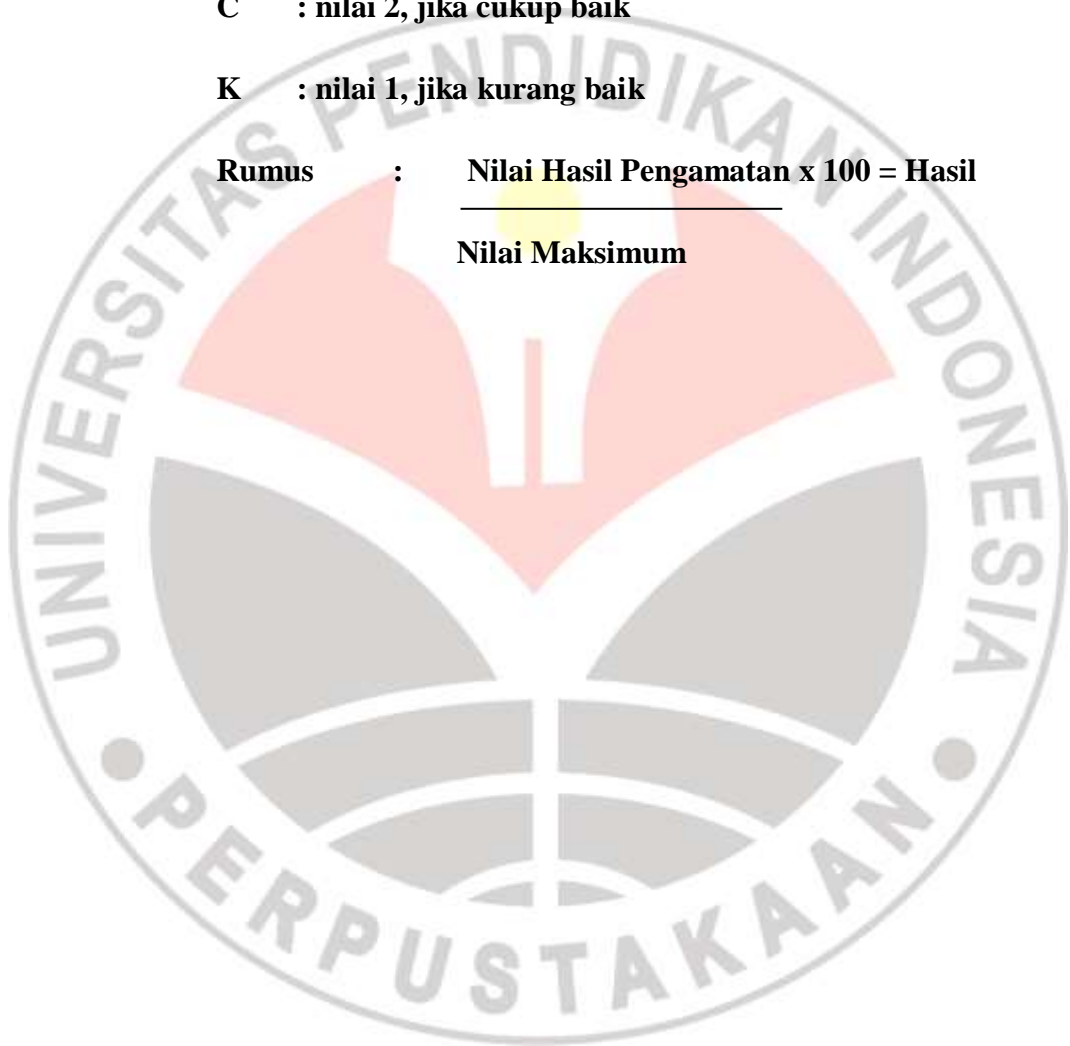 C : nilai 2, jika cukup baik
K : nilai 1, jika kurang baik
Rumus : Nilai Hasil Pengamatan x 100 = Hasil
Nilai Maksimum
UNIVERSITAS PENDIDIKAN INDONESIA
PERPUSTAKAAN